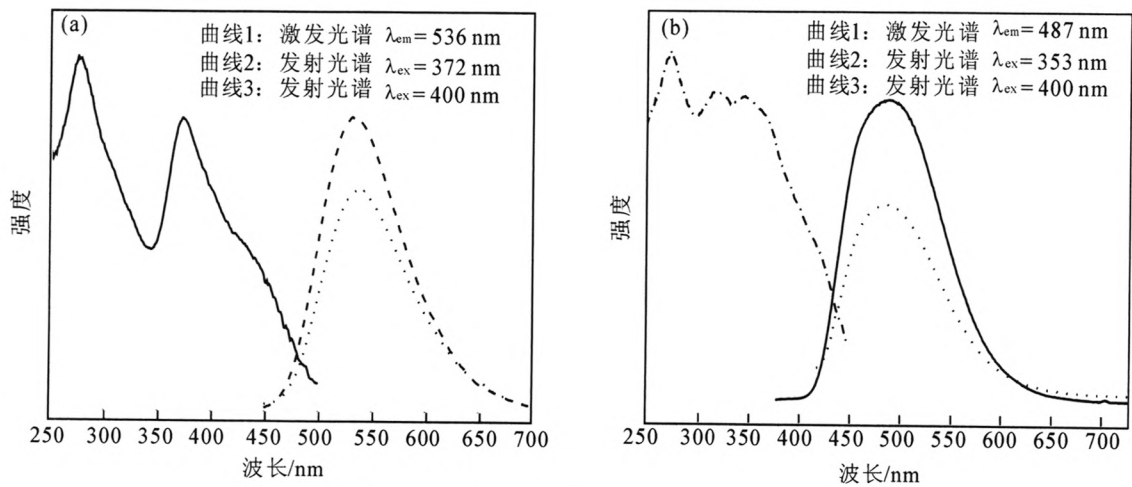 (a)
曲线1：激发光谱 λem=536 nm
曲线2：发射光谱 λex=372 nm
曲线3：发射光谱 λex=400 nm
强度
250 300 350 400 450 500 550 600 650 700
波长/nm
(b)
曲线1：激发光谱 λem=487 nm
曲线2：发射光谱 λex=353 nm
曲线3：发射光谱 λex=400 nm
强度
250 300 350 400 450 500 550 600 650 700
波长/nm